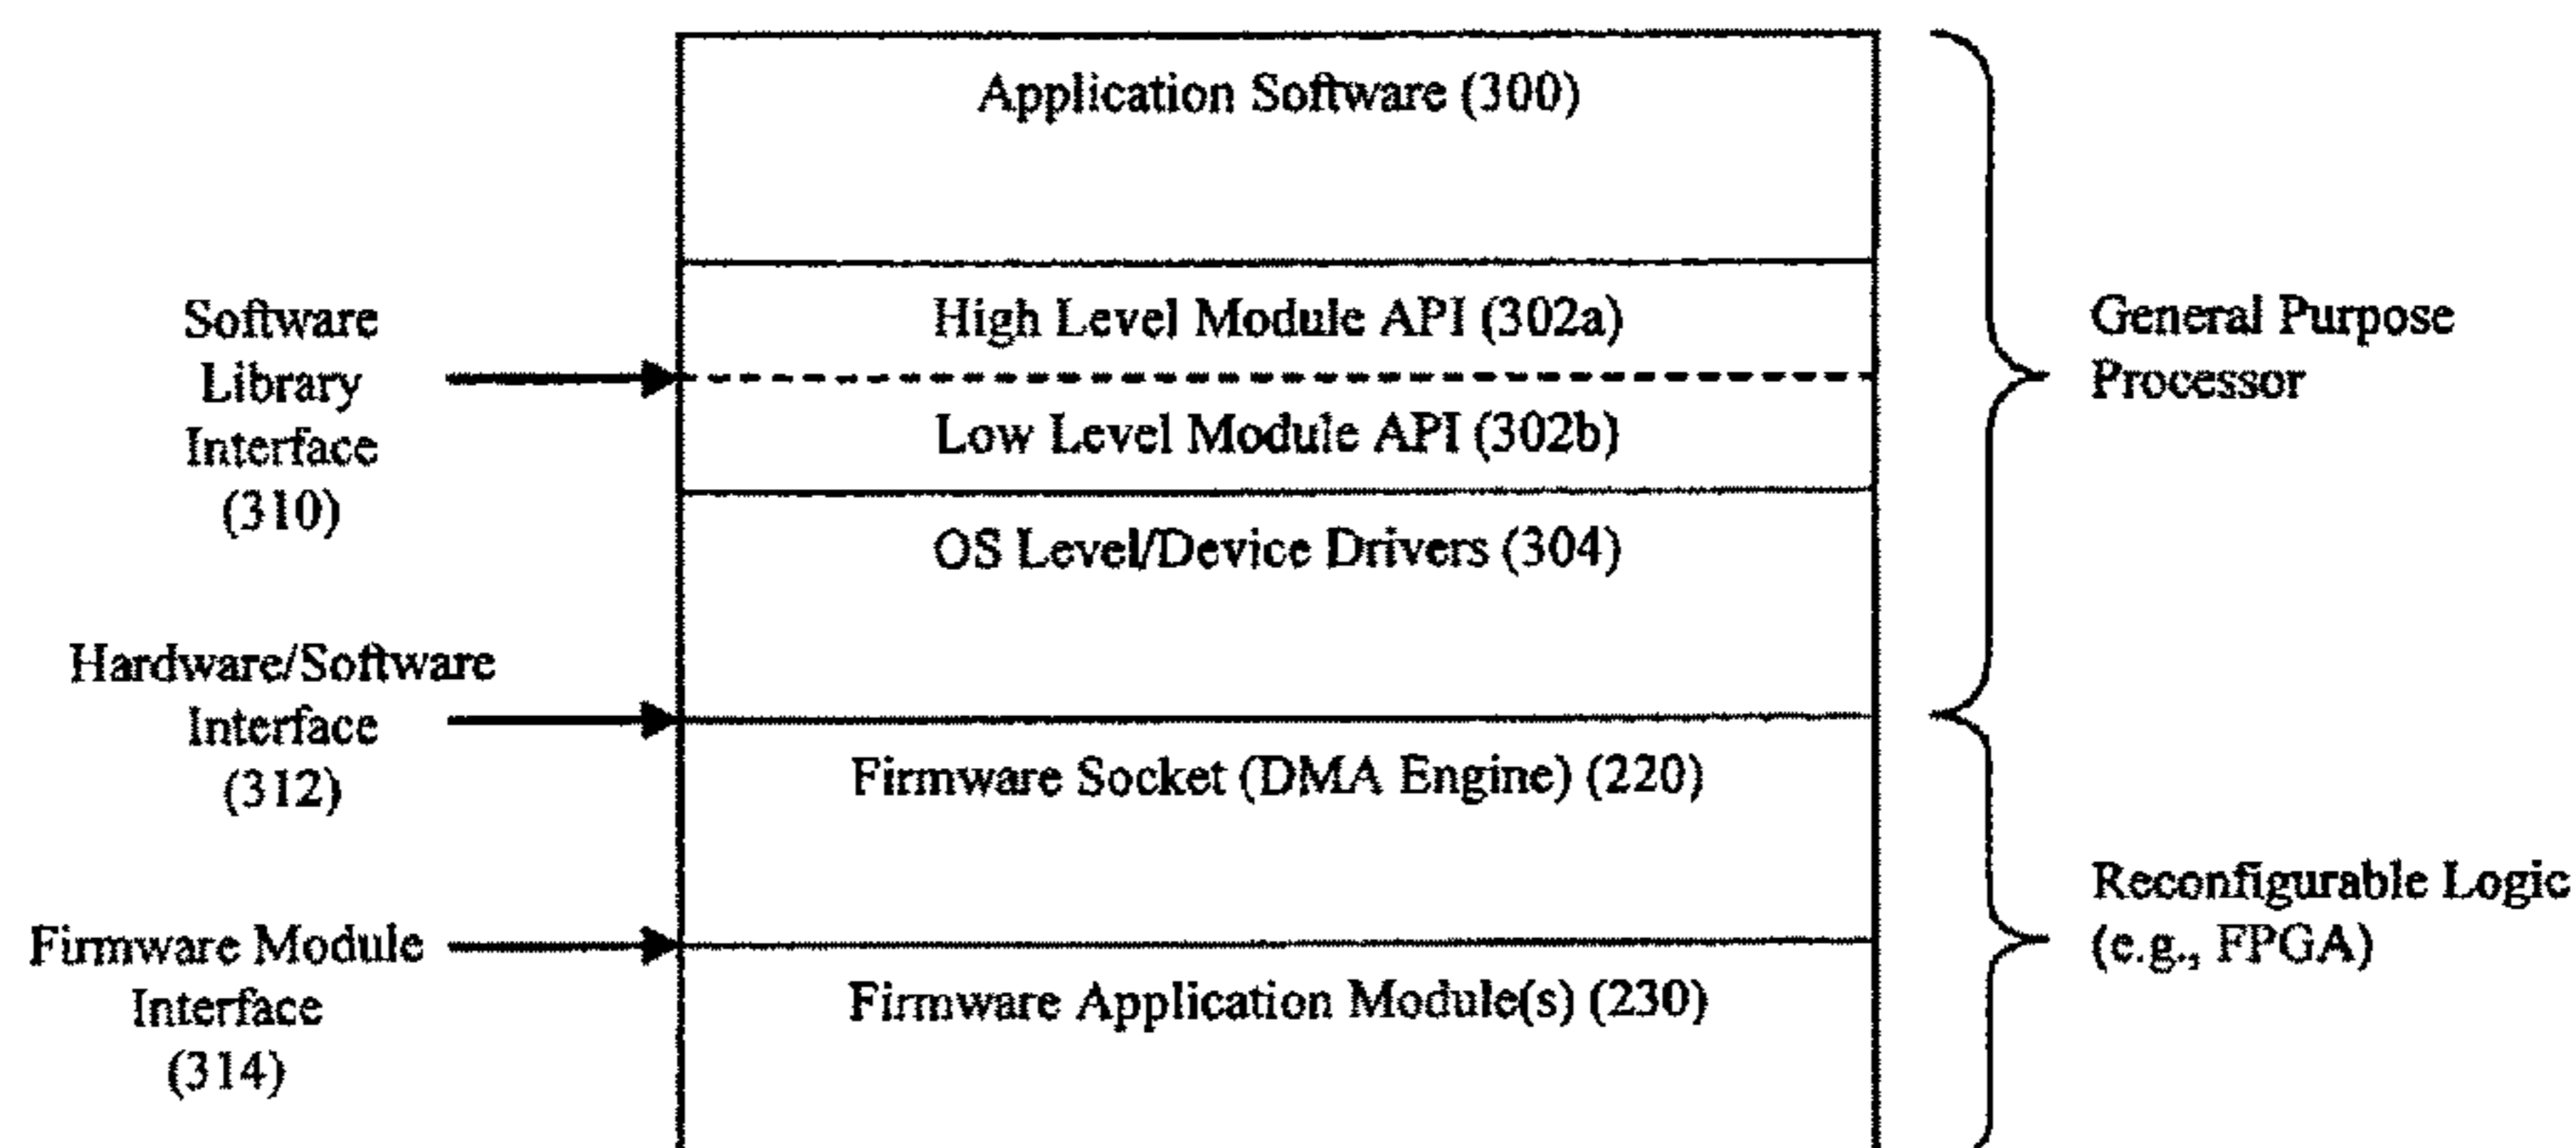 Application Software (300)
High Level Module API (302a)
Low Level Module API (302b)
OS Level/Device Drivers (304)
Firmware Socket (DMA Engine) (220)
Firmware Application Module(s) (230)
Software
Library
Interface
(310)
Hardware/Software
Interface
(312)
Firmware Module
Interface
(314)
General Purpose
Processor
Reconfigurable Logic
(e.g., FPGA)